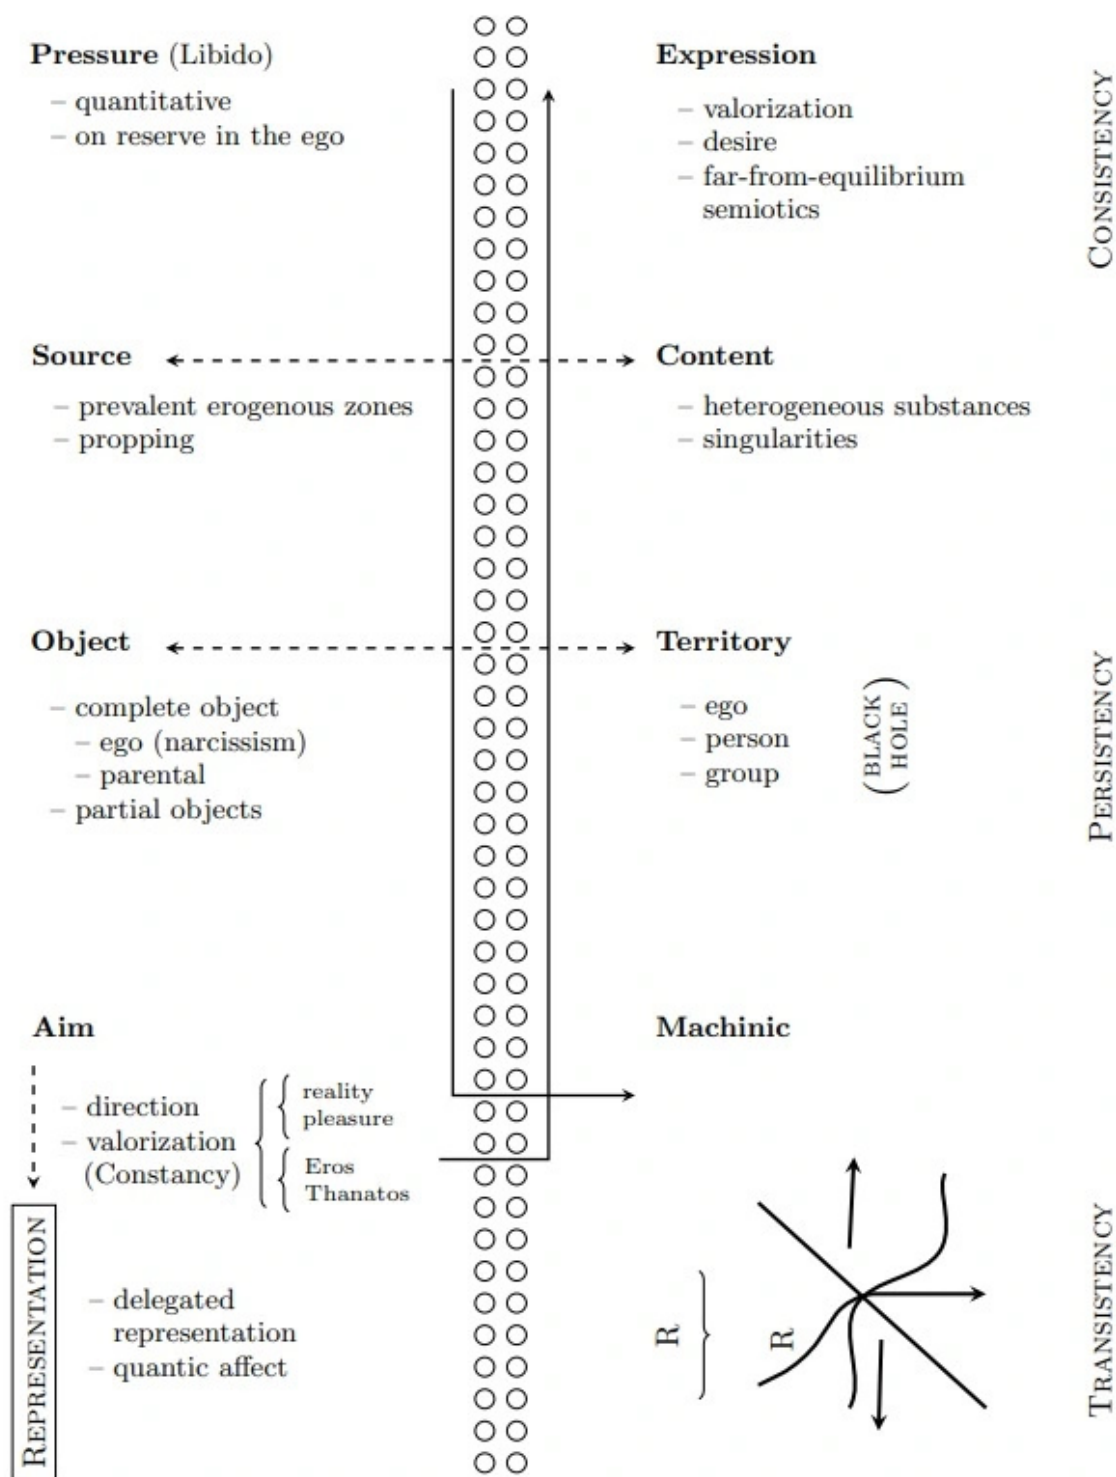 Pressure (Libido)
– quantitative
– on reserve in the ego
Expression
– valorization
– desire
– far-from-equilibrium
semiotics
CONSISTENCY
Source
– prevalent erogenous zones
– propping
Content
– heterogeneous substances
– singularities
Object
– complete object
– ego (narcissism)
– parental
– partial objects
Territory
– ego
– person
– group
(BLACK
HOLE)
PERSISTENCY
Aim
– direction
– valorization
(Constancy)
reality
pleasure
Eros
Thanatos
REPRESENTATION
– delegated
representation
– quantic affect
Machinic
R
R
TRANSISTENCY